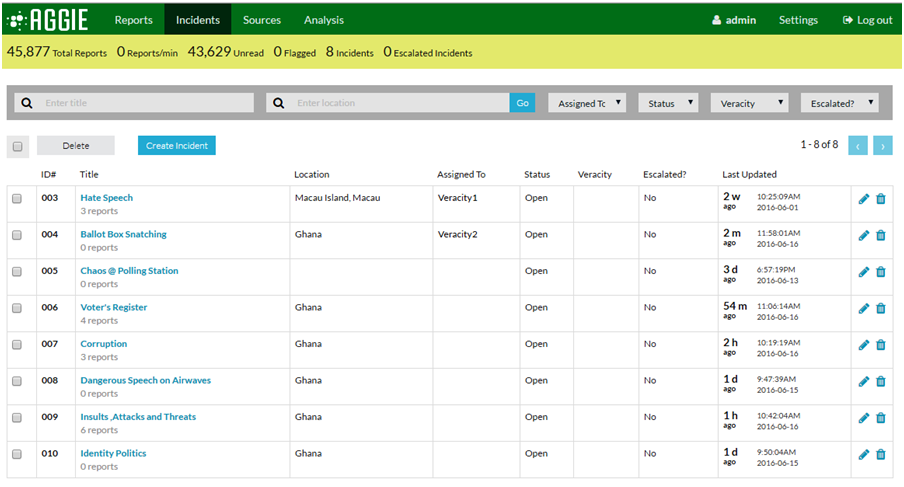 AGGIE Reports Incidents Sources Analysis admin Settings Log out
45,877 Total Reports 0 Reports/min 43,629 Unread 0 Flagged 8 Incidents 0 Escalated Incidents
Enter title Enter location Go Assigned To Status Veracity Escalated?
Delete Create Incident 1 - 8 of 8 ‹ ›
ID# Title Location Assigned To Status Veracity Escalated? Last Updated
003 Hate Speech Macau Island, Macau Veracity1 Open No 2 w 10:25:09AM
3 reports ago 2016-06-01
004 Ballot Box Snatching Ghana Veracity2 Open No 2 m 11:58:01AM
0 reports ago 2016-06-16
005 Chaos @ Polling Station Open No 3 d 6:57:19PM
0 reports ago 2016-06-13
006 Voter's Register Ghana Open No 54 m 11:06:14AM
4 reports ago 2016-06-16
007 Corruption Ghana Open No 2 h 10:19:19AM
3 reports ago 2016-06-16
008 Dangerous Speech on Airwaves Ghana Open No 1 d 9:47:39AM
0 reports ago 2016-06-15
009 Insults ,Attacks and Threats Ghana Open No 1 h 10:42:04AM
6 reports ago 2016-06-16
010 Identity Politics Ghana Open No 1 d 9:50:04AM
0 reports ago 2016-06-15